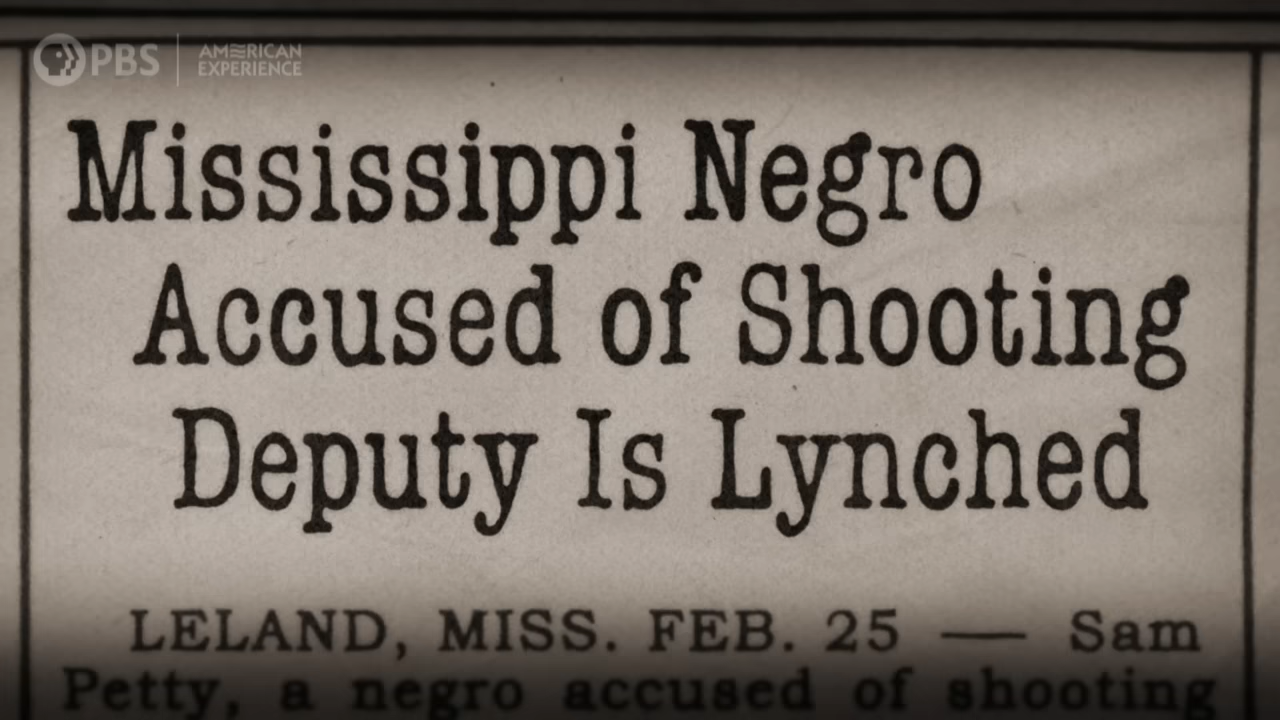 PBS
AMERICAN
EXPERIENCE
Mississippi Negro
Accused of Shooting
Deputy Is Lynched
LELAND, MISS. FEB. 25 — Sam
Petty, a negro accused of shooting